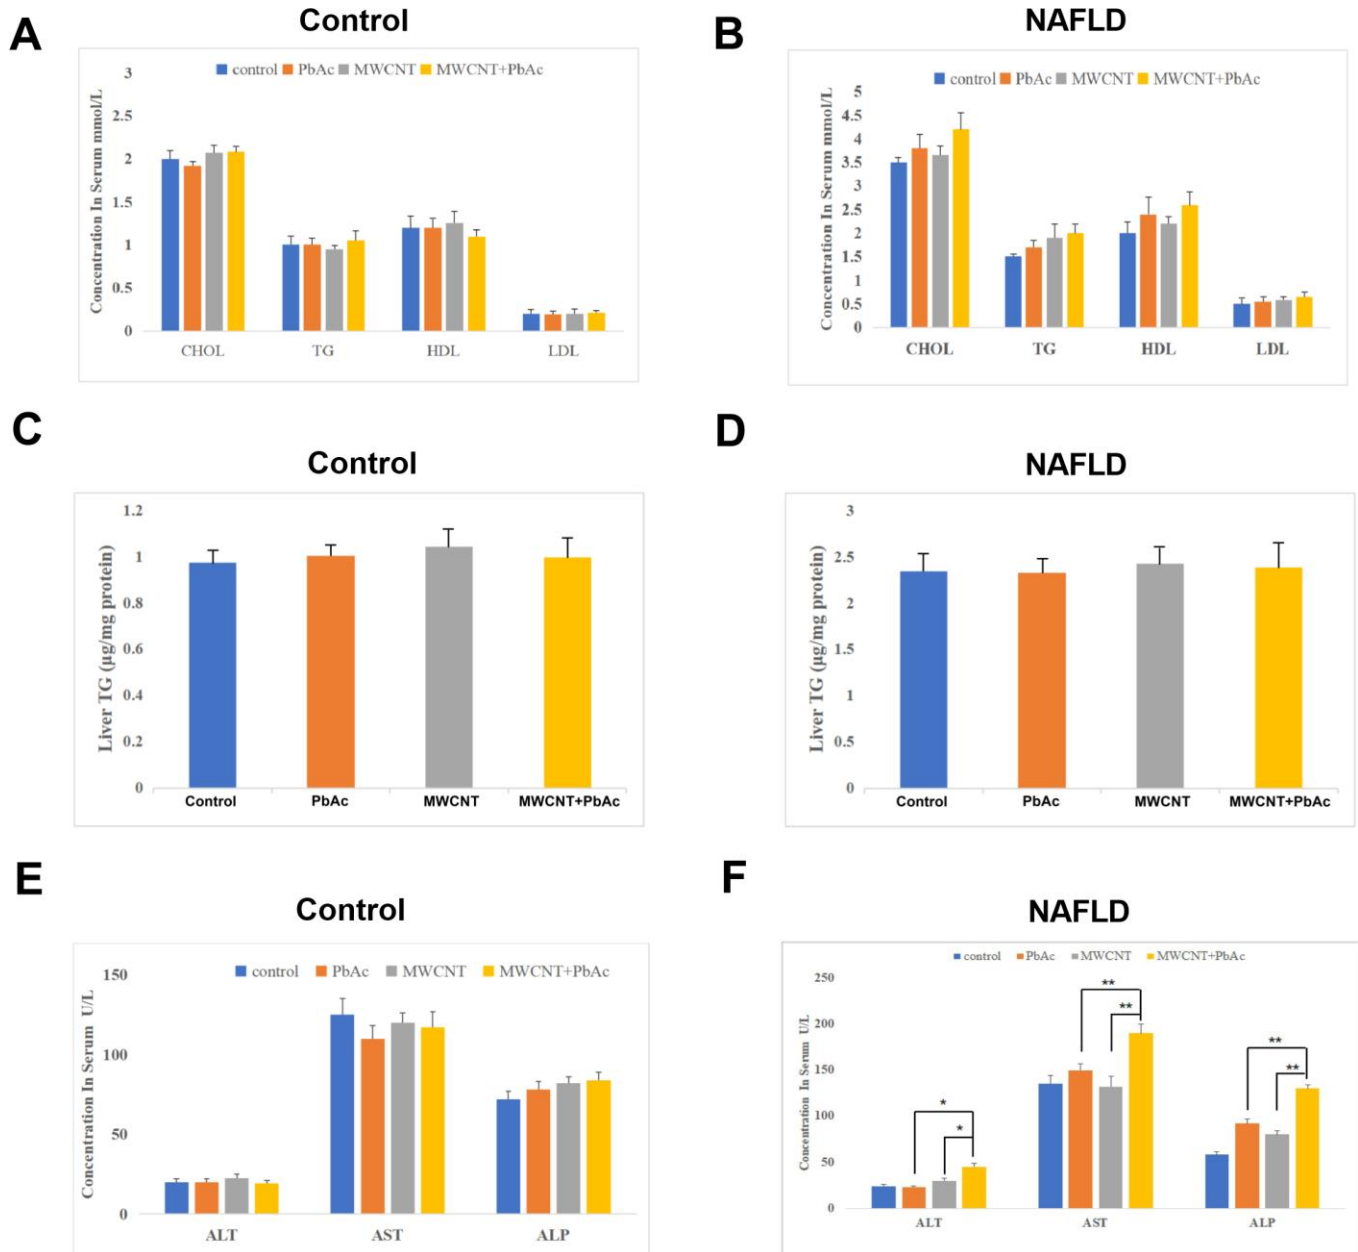 A
Control
control PbAc MWCNT MWCNT+PbAc
Concentration In Serum mmol/L
3
2.5
2
1.5
1
0.5
0
CHOL TG HDL LDL
B
NAFLD
control PbAc MWCNT MWCNT+PbAc
Concentration In Serum mmol/L
5
4.5
4
3.5
3
2.5
2
1.5
1
0.5
0
CHOL TG HDL LDL
C
Control
Liver TG (µg/mg protein)
1.2
1
0.8
0.6
0.4
0.2
0
Control PbAc MWCNT MWCNT+PbAc
D
NAFLD
Liver TG (µg/mg protein)
3
2.5
2
1.5
1
0.5
0
Control PbAc MWCNT MWCNT+PbAc
E
Control
control PbAc MWCNT MWCNT+PbAc
Concentration In Serum U/L
150
100
50
0
ALT AST ALP
F
NAFLD
control PbAc MWCNT MWCNT+PbAc
Concentration In Serum U/L
250
200
150
100
50
0
*
*
**
**
**
**
ALT AST ALP